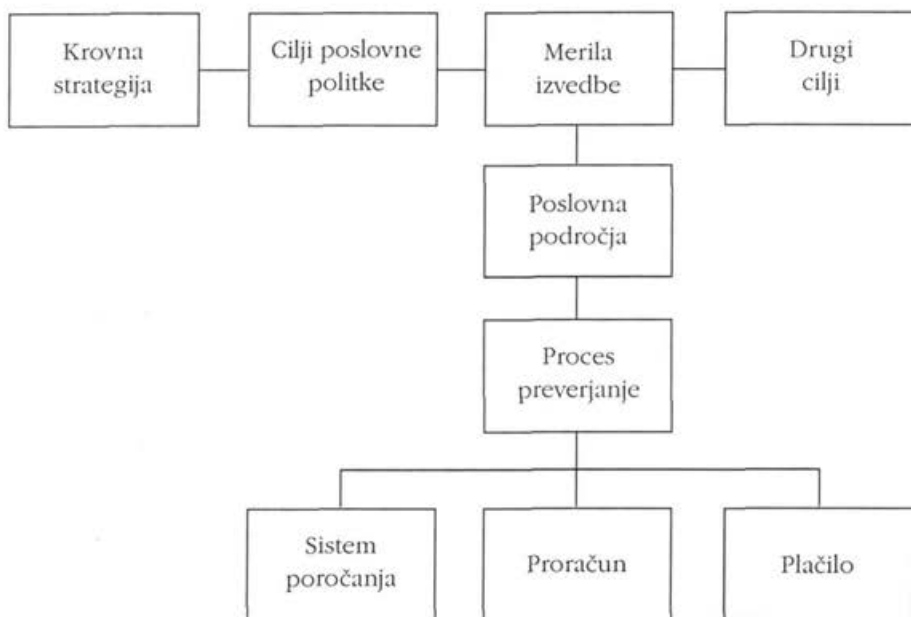 Krovna
strategija
Cilji poslovne
politke
Merila
izvedbe
Drugi
cilji
Poslovna
področja
Proces
preverjanje
Sistem
poročanja
Proračun
Plačilo